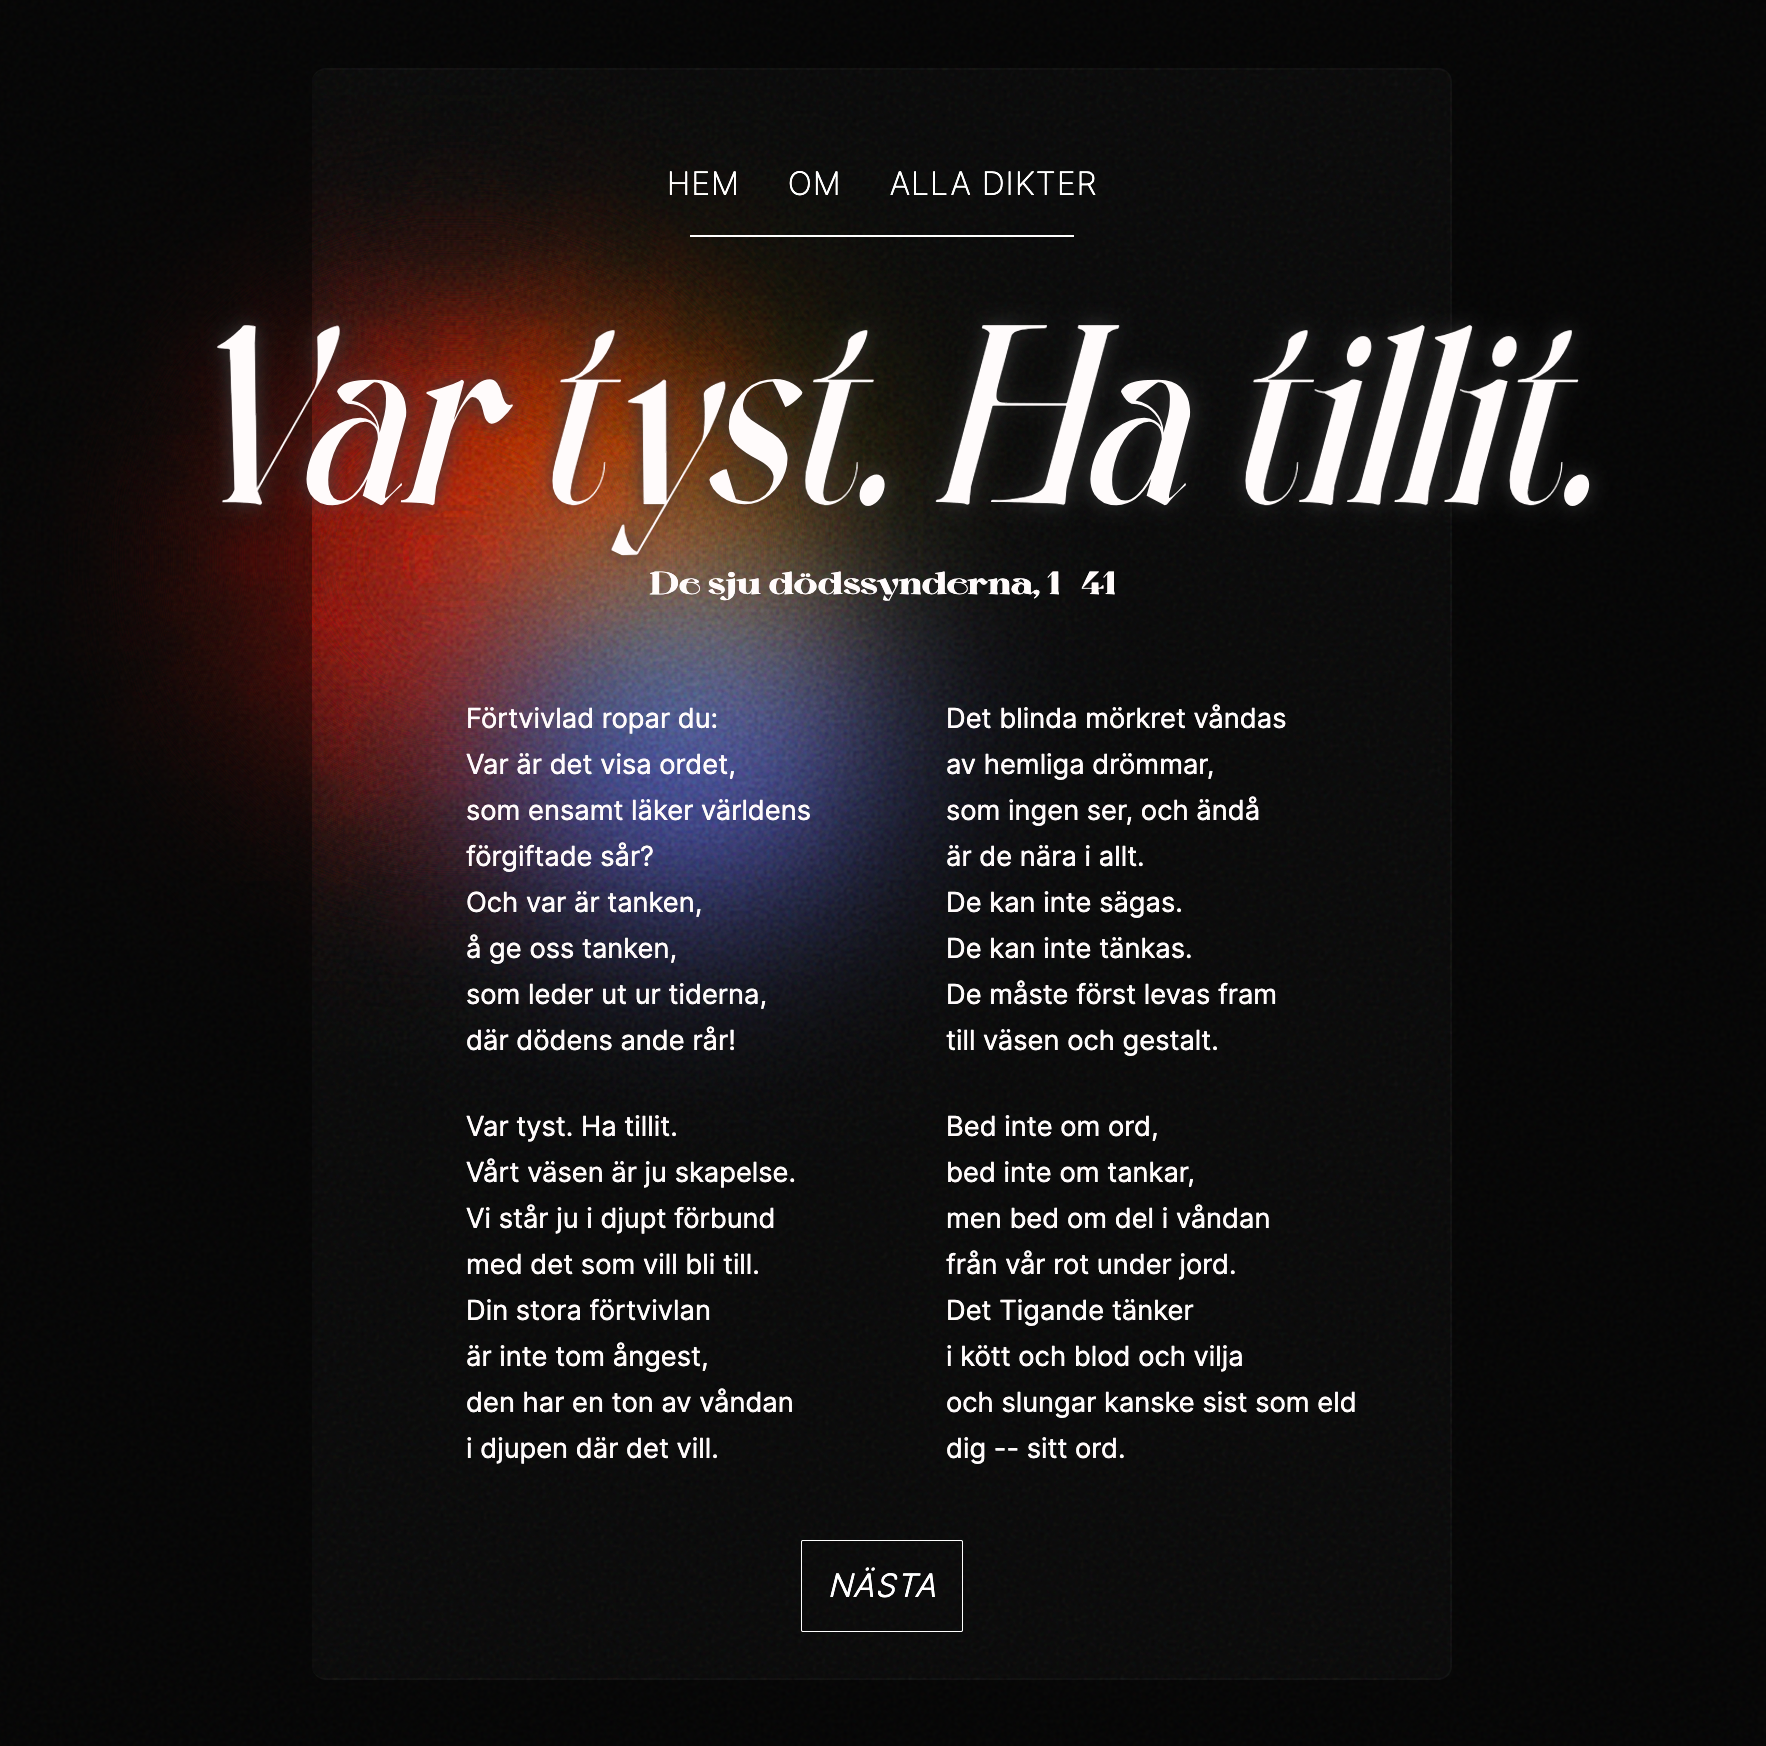 HEM OM ALLA DIKTER
Var tyst. Ha tillit.
De sju dödssynderna, 1 41
Förtvivlad ropar du:
Var är det visa ordet,
som ensamt läker världens
förgiftade sår?
Och var är tanken,
å ge oss tanken,
som leder ut ur tiderna,
där dödens ande rår!
Var tyst. Ha tillit.
Vårt väsen är ju skapelse.
Vi står ju i djupt förbund
med det som vill bli till.
Din stora förtvivlan
är inte tom ångest,
den har en ton av våndan
i djupen där det vill.
Det blinda mörkret våndas
av hemliga drömmar,
som ingen ser, och ändå
är de nära i allt.
De kan inte sägas.
De kan inte tänkas.
De måste först levas fram
till väsen och gestalt.
Bed inte om ord,
bed inte om tankar,
men bed om del i våndan
från vår rot under jord.
Det Tigande tänker
i kött och blod och vilja
och slungar kanske sist som eld
dig -- sitt ord.
NÄSTA